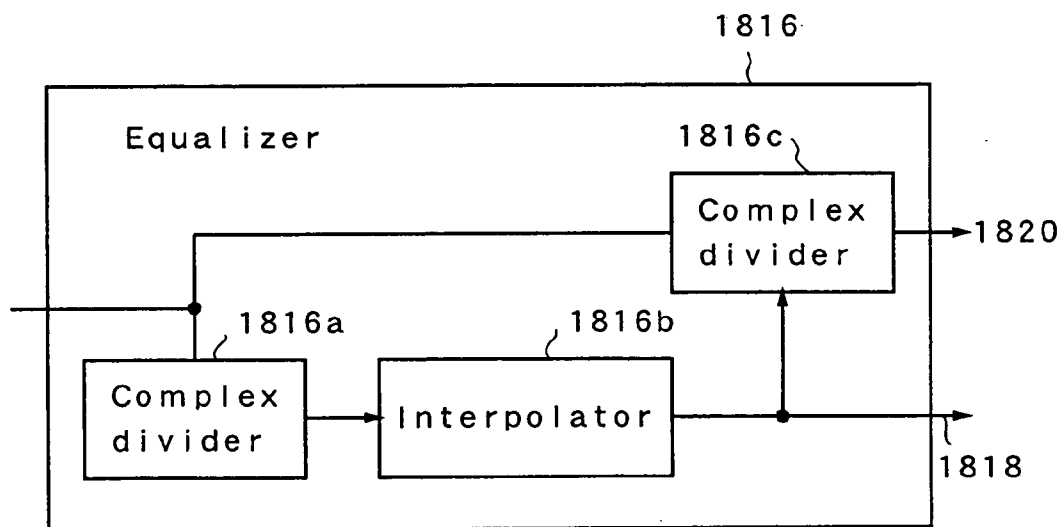 1816
Equalizer
1816c
Complex
divider
1820
1816a
1816b
Complex
divider
Interpolator
1818